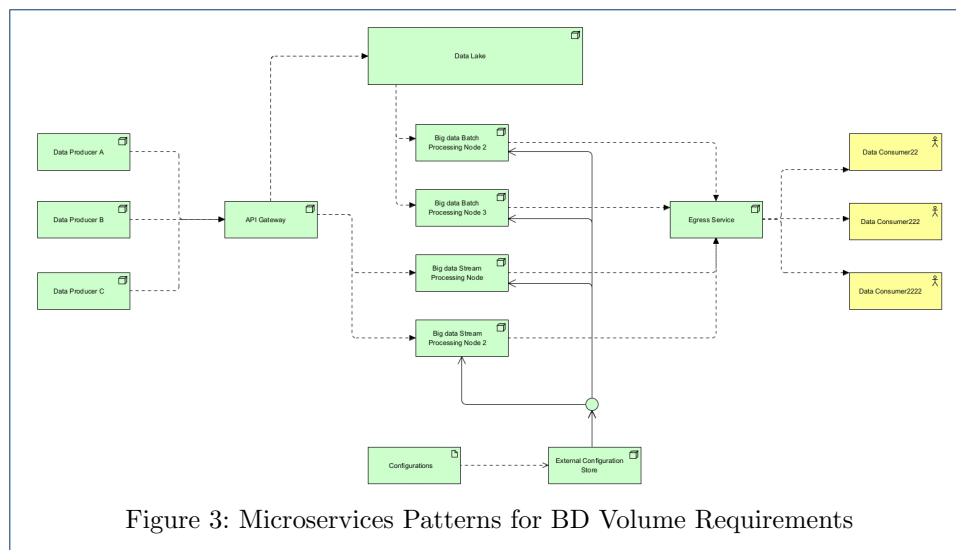 Data Lake
Big data Batch
Processing Node 2
Data Producer A
Data Consumer22
Big data Batch
Processing Node 3
Data Producer B
API Gateway
Egress Service
Data Consumer222
Big data Stream
Processing Node
Data Producer C
Data Consumer2222
Big data Stream
Processing Node 2
Configurations
External Configuration
Store
Figure 3: Microservices Patterns for BD Volume Requirements